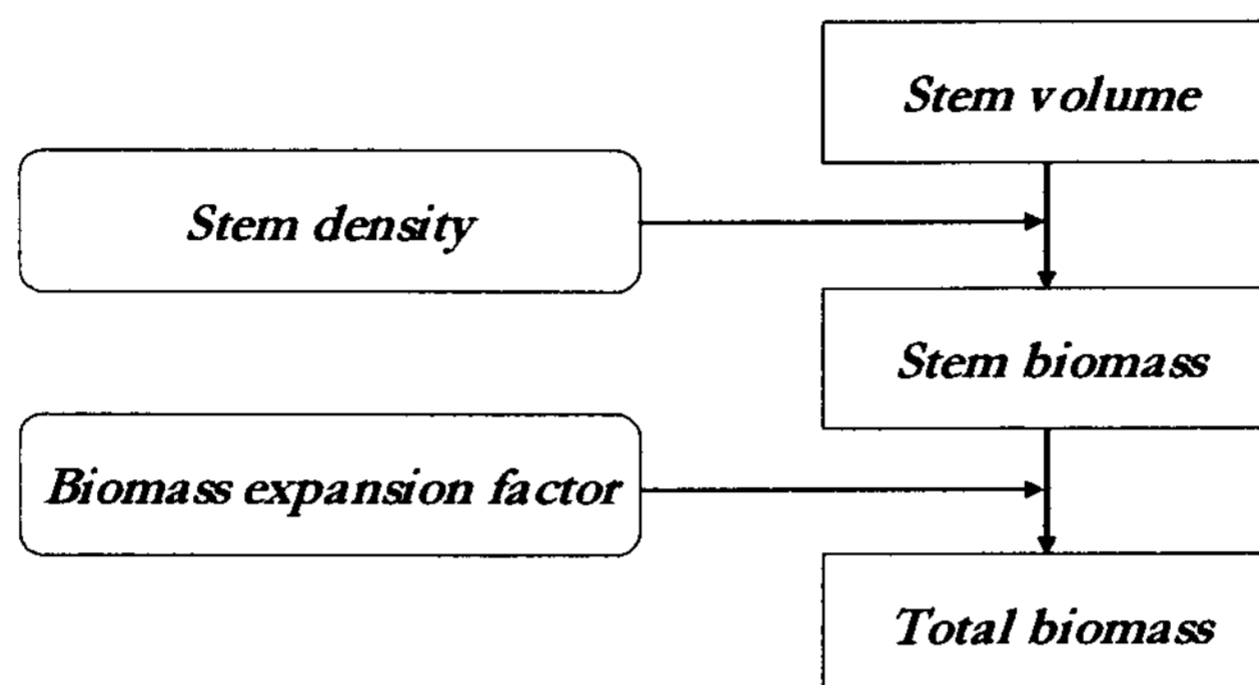 Stem volume
Stem density
Stem biomass
Biomass expansion factor
Total biomass